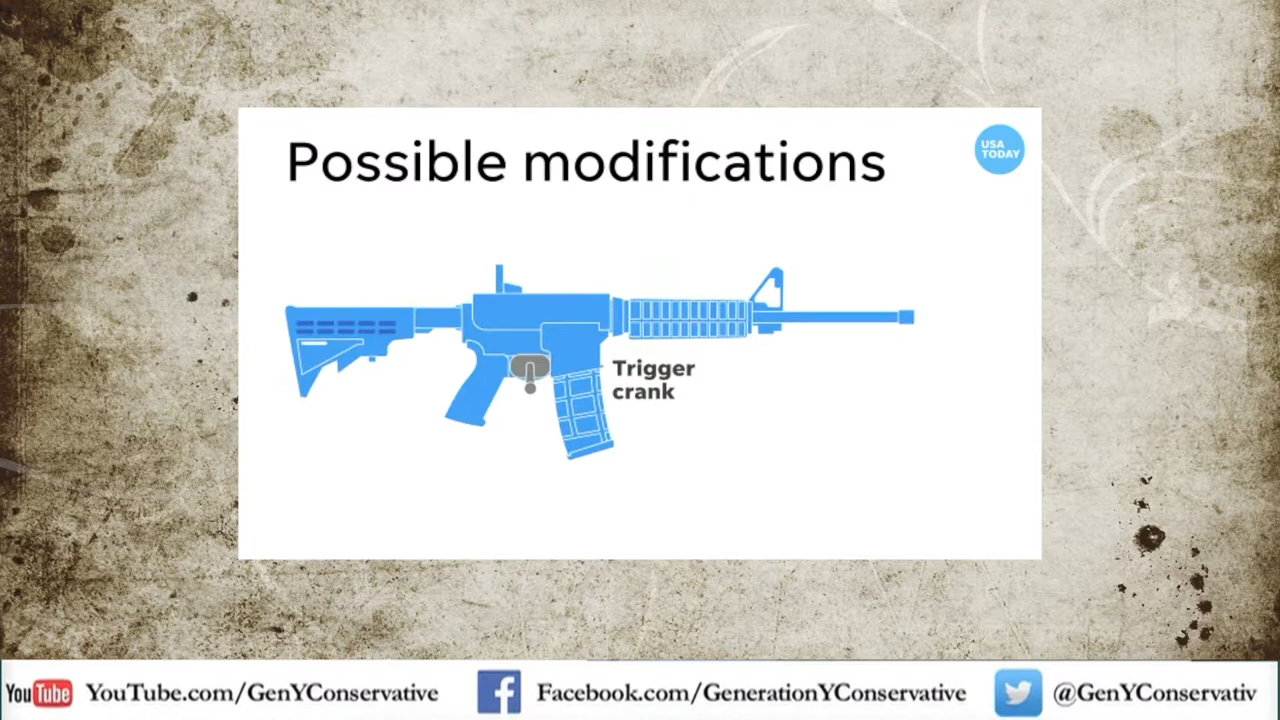 Possible modifications
USA
TODAY
Trigger
crank
YouTube YouTube.com/GenYConservative Facebook.com/GenerationYConservative @GenYConservativ